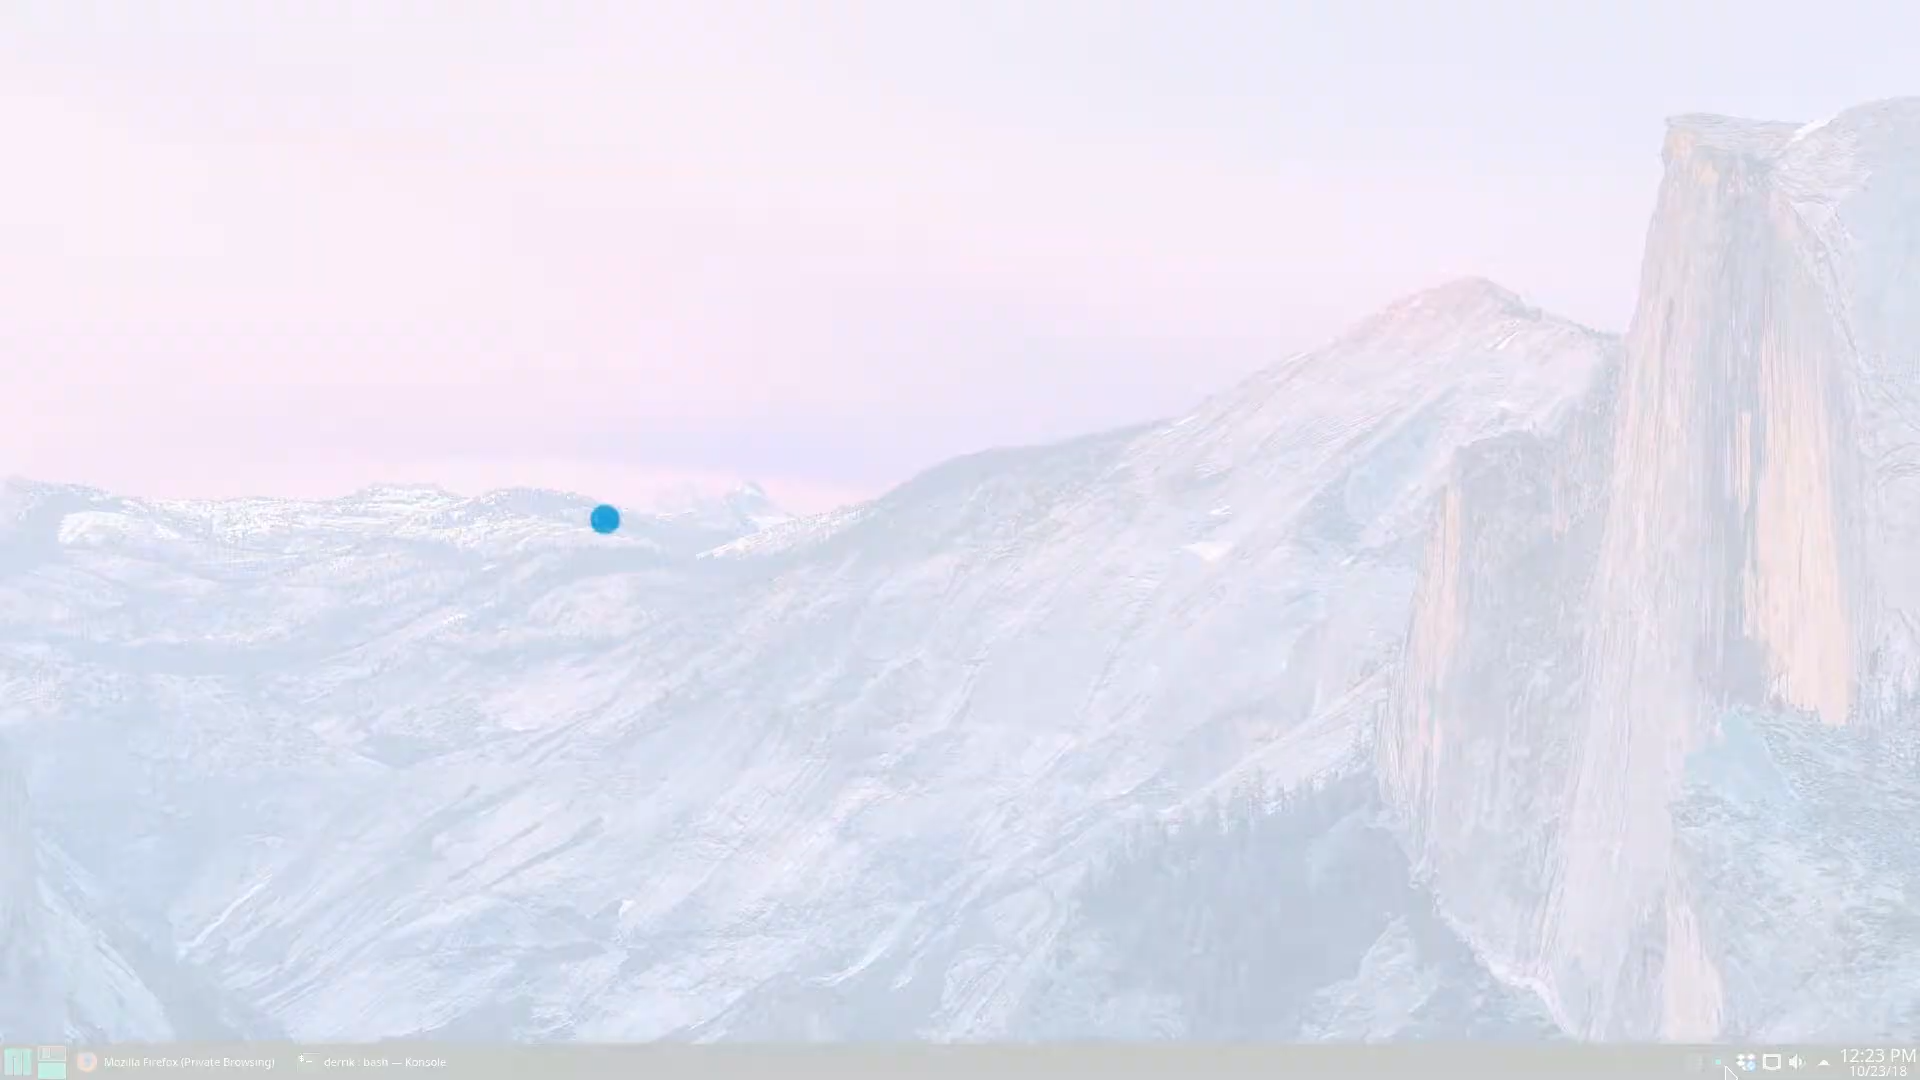 Mozilla Firefox (Private Browsing)
derrik : bash — Konsole
12:23 PM
10/23/18